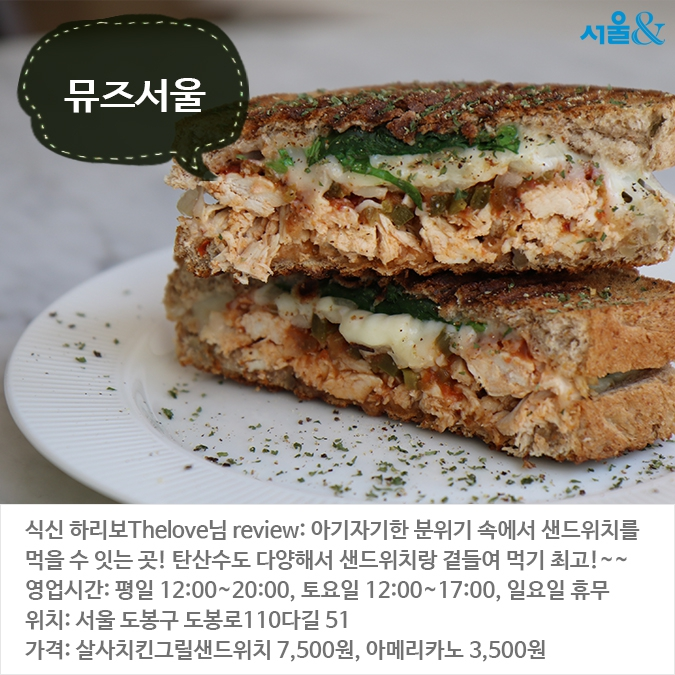 서울&
뮤즈서울
식신 하리보Thelove님 review: 아기자기한 분위기 속에서 샌드위치를
먹을 수 잇는 곳! 탄산수도 다양해서 샌드위치랑 곁들여 먹기 최고!~~
영업시간: 평일 12:00~20:00, 토요일 12:00~17:00, 일요일 휴무
위치: 서울 도봉구 도봉로110다길 51
가격: 살사치킨그릴샌드위치 7,500원, 아메리카노 3,500원